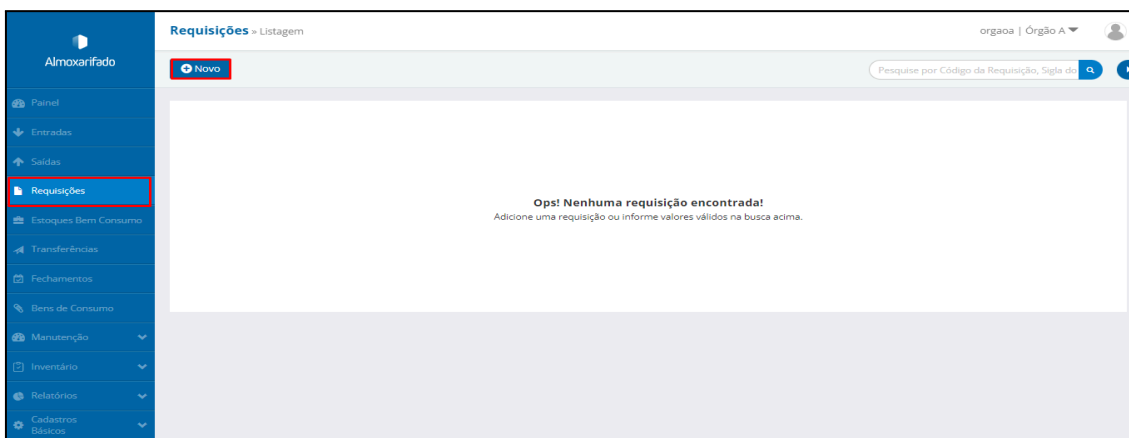 Almoxarifado
Painel
Entradas
Saídas
Requisições
Estoques Bem Consumo
Transferências
Fechamentos
Bens de Consumo
Manutenção
Inventário
Relatórios
Cadastros
Básicos
Requisições » Listagem
orgaoa | Órgão A
Novo
Pesquise por Código da Requisição, Sigla do
Ops! Nenhuma requisição encontrada!
Adicione uma requisição ou informe valores válidos na busca acima.